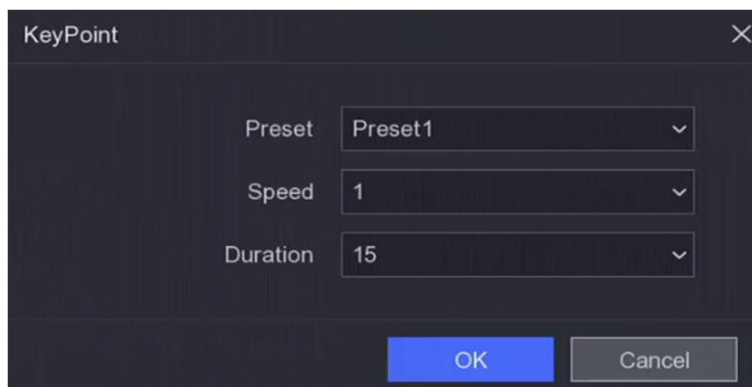 KeyPoint
Preset Preset1
Speed 1
Duration 15
OK Cancel